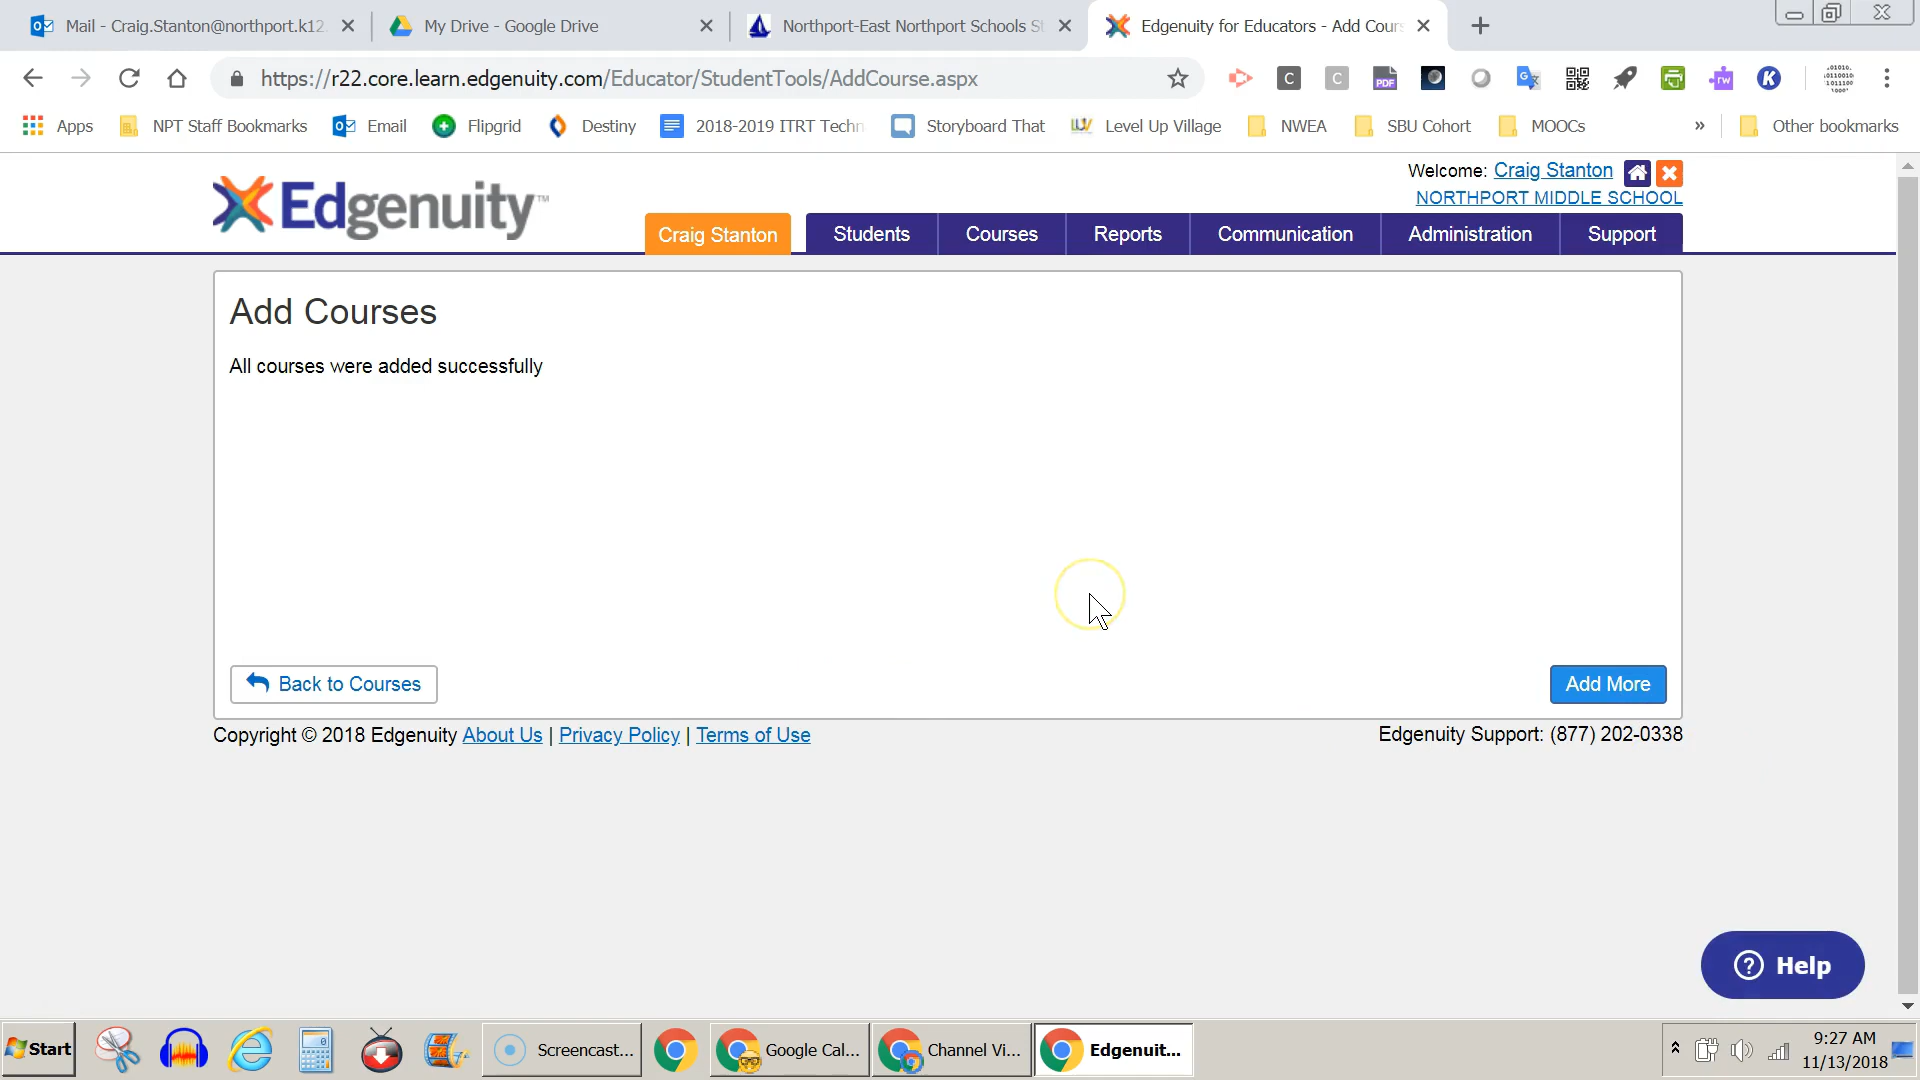 Mail - Craig.Stanton@northport.k12.
My Drive - Google Drive
Northport-East Northport Schools St
Edgenuity for Educators - Add Cours
https://r22.core.learn.edgenuity.com/Educator/StudentTools/AddCourse.aspx
Apps
NPT Staff Bookmarks
Email
Flipgrid
Destiny
2018-2019 ITRT Techn
Storyboard That
Level Up Village
NWEA
SBU Cohort
MOOCs
»
Other bookmarks
Edgenuity™
Welcome: Craig Stanton
NORTHPORT MIDDLE SCHOOL
Craig Stanton
Students
Courses
Reports
Communication
Administration
Support
Add Courses
All courses were added successfully
Back to Courses
Add More
Copyright © 2018 Edgenuity About Us | Privacy Policy | Terms of Use
Edgenuity Support: (877) 202-0338
? Help
Start
Screencast...
Google Cal...
Channel Vi...
Edgenuit...
9:27 AM
11/13/2018